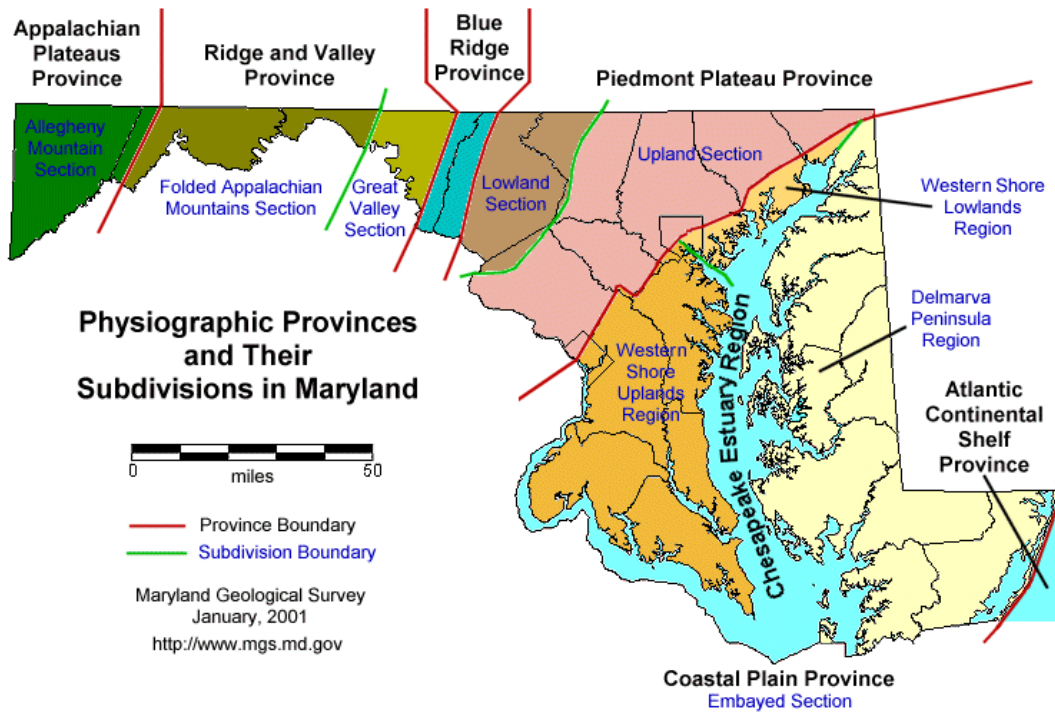 Appalachian
Plateaus
Province
Ridge and Valley
Province
Blue
Ridge
Province
Piedmont Plateau Province
Allegheny
Mountain
Section
Folded Appalachian
Mountains Section
Great
Valley
Section
Lowland
Section
Upland Section
Western Shore
Lowlands
Region
Delmarva
Peninsula
Region
Western
Shore
Uplands
Region
Chesapeake Estuary Region
Atlantic
Continental
Shelf
Province
Physiographic Provinces
and Their
Subdivisions in Maryland
0 50
miles
Province Boundary
Subdivision Boundary
Maryland Geological Survey
January, 2001
http://www.mgs.md.gov
Coastal Plain Province
Embayed Section